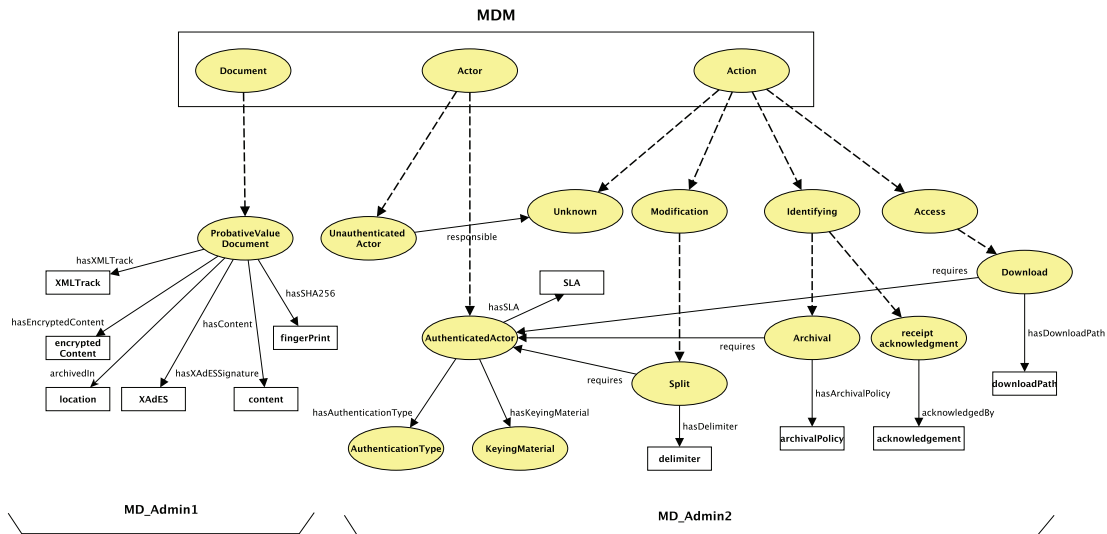 MDM
Document
Actor
Action
ProbativeValue
Document
Unauthenticated
Actor
responsible
Unknown
Modification
Identifying
Access
hasXMLTrack
XMLTrack
hasSHA256
fingerPrint
hasEncryptedContent
encrypted
Content
hasContent
archivedIn
hasXAdESSignature
location
XAdES
content
SLA
hasSLA
requires
Download
AuthenticatedActor
requires
Archival
receipt
acknowledgment
hasDownloadPath
requires
Split
downloadPath
hasAuthenticationType
hasKeyingMaterial
hasDelimiter
hasArchivalPolicy
acknowledgedBy
AuthenticationType
KeyingMaterial
delimiter
archivalPolicy
acknowledgement
MD_Admin1
MD_Admin2